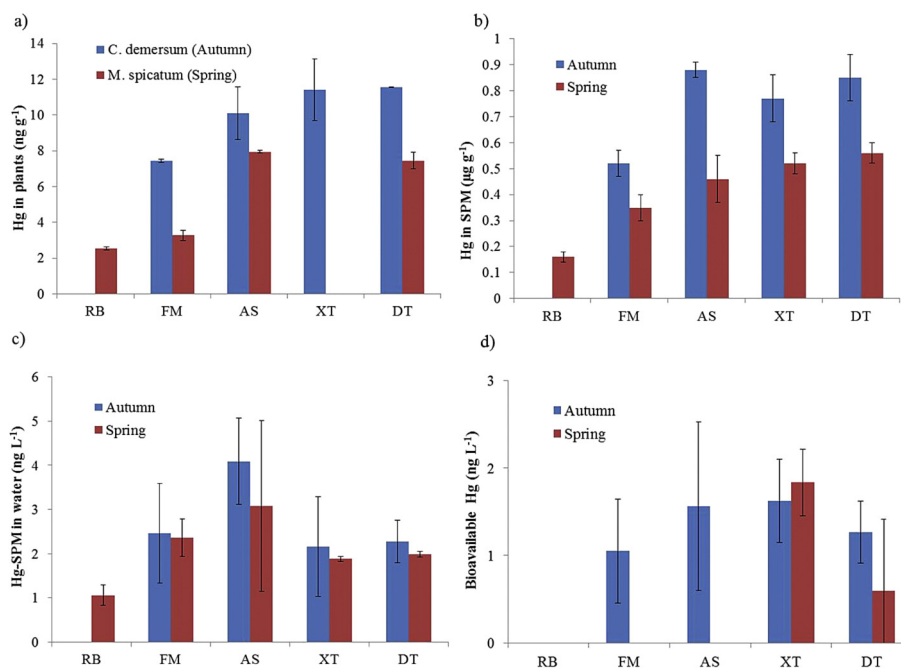 a)
Hg in plants (ng g⁻¹)
14
12
10
8
6
4
2
0
C. demersum (Autumn)
M. spicatum (Spring)
RB FM AS XT DT
b)
Hg in SPM (µg g⁻¹)
1
0.9
0.8
0.7
0.6
0.5
0.4
0.3
0.2
0.1
0
Autumn
Spring
RB FM AS XT DT
c)
Hg-SPM in water (ng L⁻¹)
6
5
4
3
2
1
0
Autumn
Spring
RB FM AS XT DT
d)
Bioavailable Hg (ng L⁻¹)
3
2
1
0
Autumn
Spring
RB FM AS XT DT